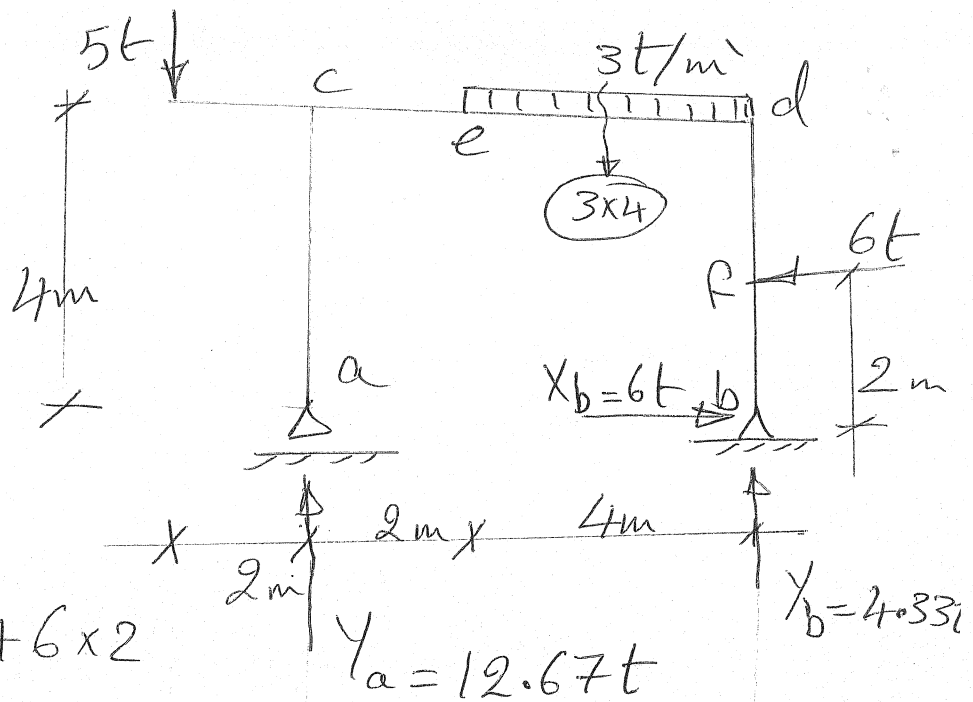 5t
3t/m`
c
d
e
3x4
6t
f
4m
a
Xb=6t
b
2m
2m
4m
2m
+6x2
Ya=12.67t
Yb=4.33